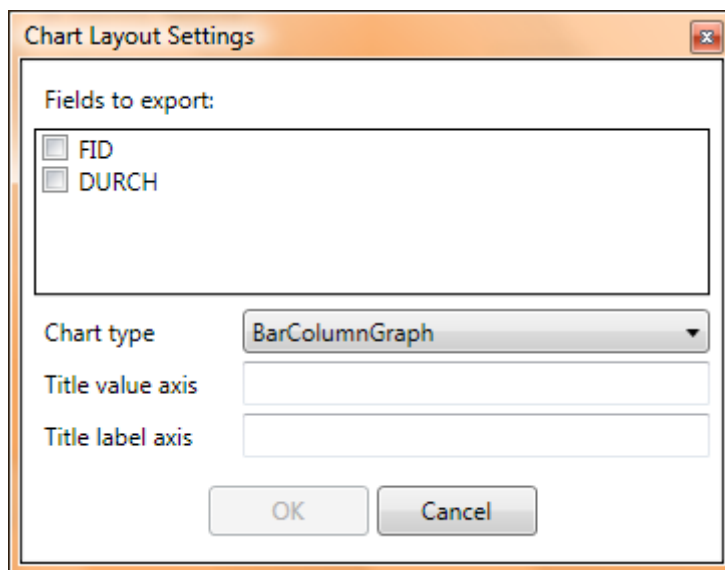 Chart Layout Settings
Fields to export:
FID
DURCH
Chart type BarColumnGraph
Title value axis
Title label axis
OK Cancel